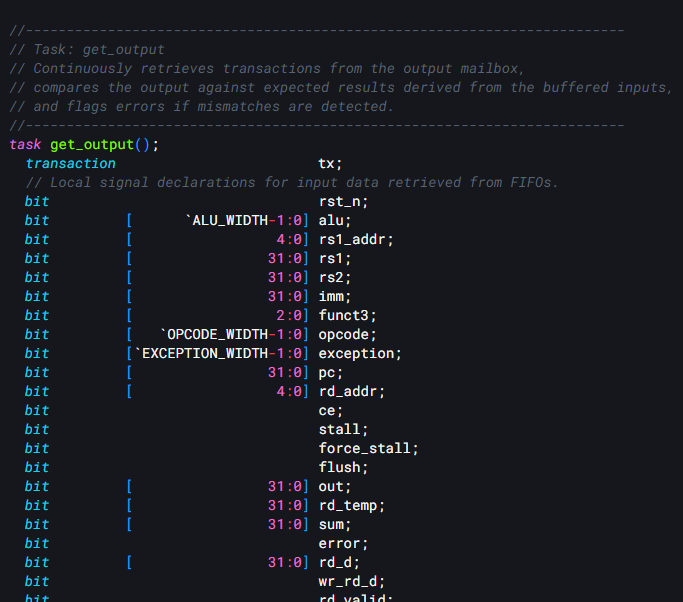 //-------------------------------------------------------------------------
// Task: get_output
// Continuously retrieves transactions from the output mailbox,
// compares the output against expected results derived from the buffered inputs,
// and flags errors if mismatches are detected.
//-------------------------------------------------------------------------
task get_output();
transaction tx;
// Local signal declarations for input data retrieved from FIFOs.
bit rst_n;
bit [ `ALU_WIDTH-1:0] alu;
bit [ 4:0] rs1_addr;
bit [ 31:0] rs1;
bit [ 31:0] rs2;
bit [ 31:0] imm;
bit [ 2:0] funct3;
bit [ `OPCODE_WIDTH-1:0] opcode;
bit [`EXCEPTION_WIDTH-1:0] exception;
bit [ 31:0] pc;
bit [ 4:0] rd_addr;
bit ce;
bit stall;
bit force_stall;
bit flush;
bit [ 31:0] out;
bit [ 31:0] rd_temp;
bit [ 31:0] sum;
bit error;
bit [ 31:0] rd_d;
bit wr_rd_d;
bit rd_valid;